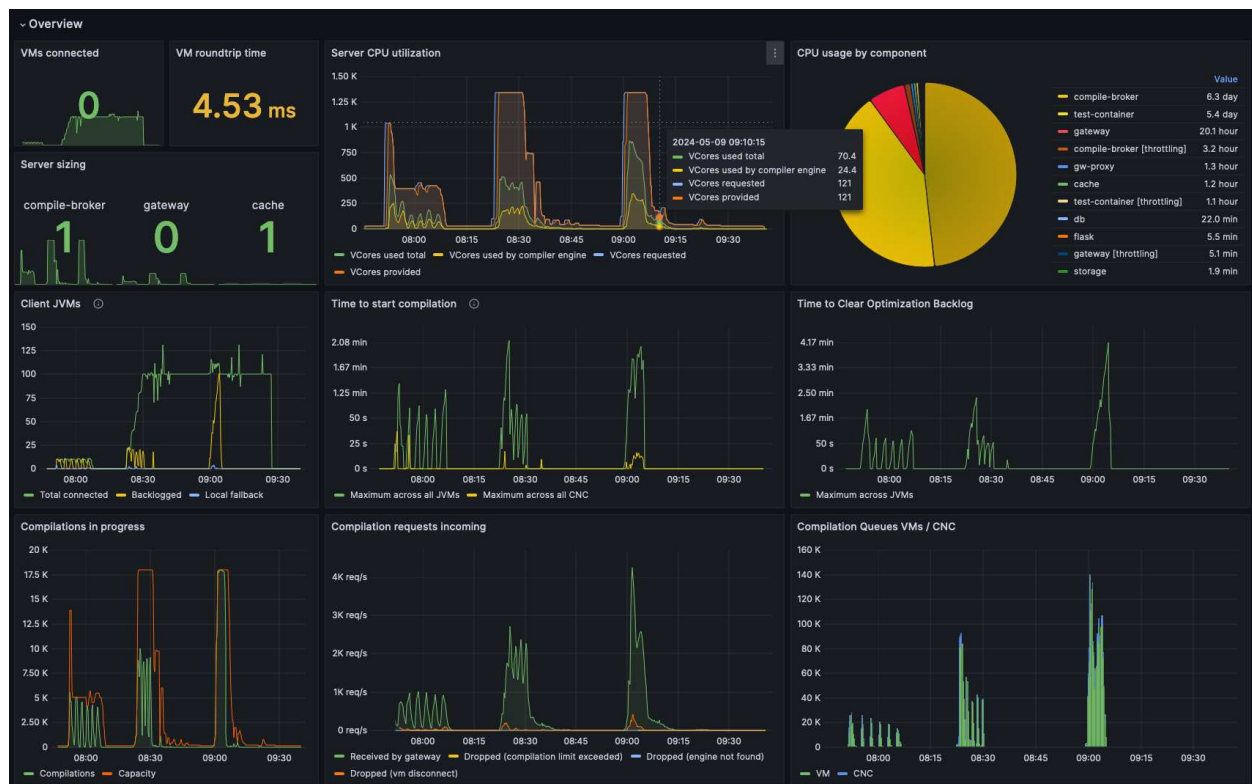 Overview
VMs connected
0
VM roundtrip time
4.53 ms
Server sizing
compile-broker gateway cache
1 0 1
Server CPU utilization
1.50 K
1.25 K
1 K
750
500
250
0
08:00 08:15 08:30 08:45 09:00 09:15 09:30
VCores used total VCores used by compiler engine VCores requested
VCores provided
2024-05-09 09:10:15
VCores used total 70.4
VCores used by compiler engine 24.4
VCores requested 121
VCores provided 121
CPU usage by component
Value
compile-broker 6.3 day
test-container 5.4 day
gateway 20.1 hour
compile-broker [throttling] 3.2 hour
gw-proxy 1.3 hour
cache 1.2 hour
test-container [throttling] 1.1 hour
db 22.0 min
flask 5.5 min
gateway [throttling] 5.1 min
storage 1.9 min
Client JVMs
150
125
100
75
50
25
0
08:00 08:30 09:00 09:30
Total connected Backlogged Local fallback
Time to start compilation
2.08 min
1.67 min
1.25 min
50 s
25 s
0 s
08:00 08:15 08:30 08:45 09:00 09:15 09:30
Maximum across all JVMs Maximum across all CNC
Time to Clear Optimization Backlog
4.17 min
3.33 min
2.50 min
1.67 min
50 s
0 s
08:00 08:15 08:30 08:45 09:00 09:15 09:30
Maximum across JVMs
Compilations in progress
20 K
17.5 K
15 K
12.5 K
10 K
7.50 K
5 K
2.50 K
0
08:00 08:30 09:00 09:30
Compilations Capacity
Compilation requests incoming
4K req/s
3K req/s
2K req/s
1K req/s
0 req/s
08:00 08:15 08:30 08:45 09:00 09:15 09:30
Received by gateway Dropped (compilation limit exceeded) Dropped (engine not found)
Dropped (vm disconnect)
Compilation Queues VMs / CNC
160 K
140 K
120 K
100 K
80 K
60 K
40 K
20 K
0
08:00 08:15 08:30 08:45 09:00 09:15 09:30
VM CNC